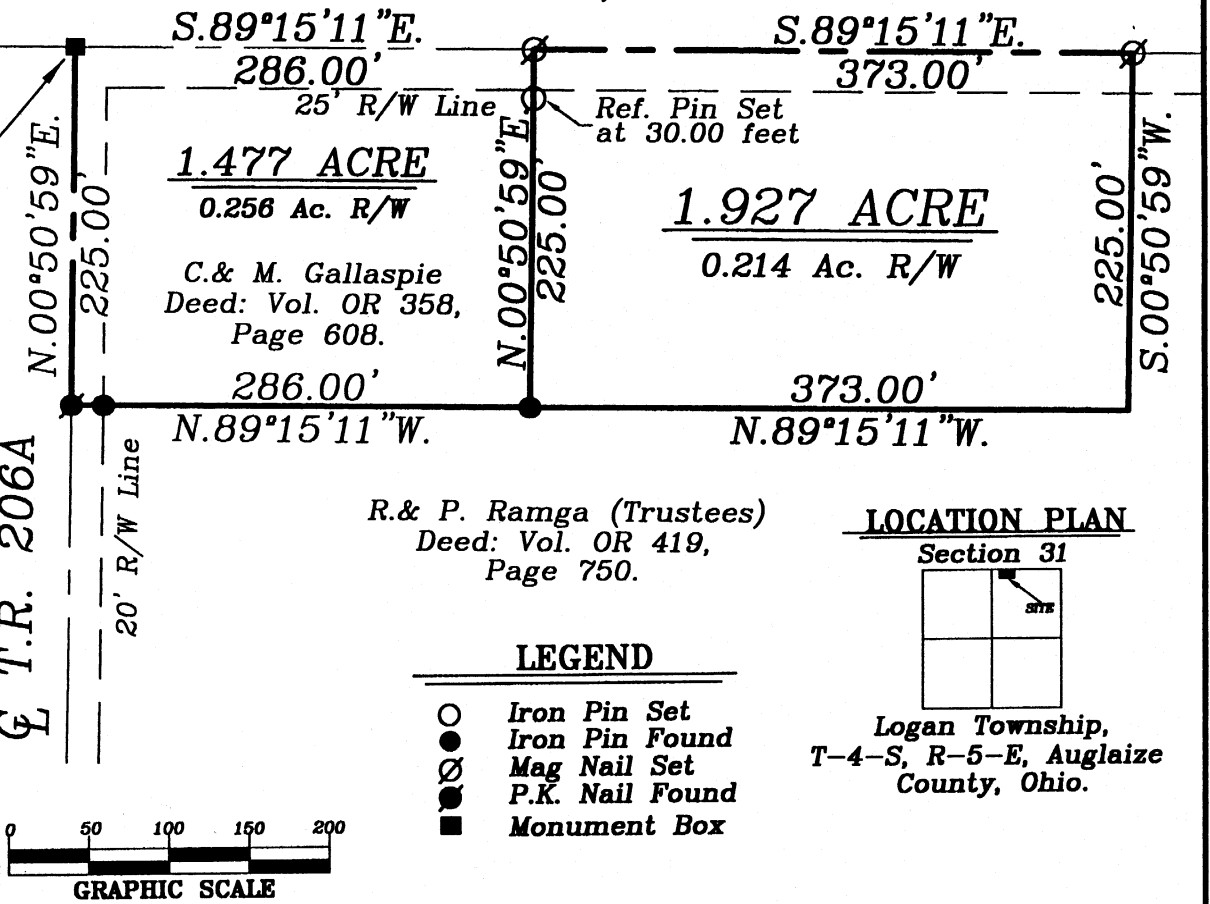 S.89°15'11"E.
286.00'
S.89°15'11"E.
373.00'
25' R/W Line
Ref. Pin Set
at 30.00 feet
N.00°50'59"E.
225.00'
1.477 ACRE
0.256 Ac. R/W
C.& M. Gallaspie
Deed: Vol. OR 358,
Page 608.
N.00°50'59"E.
225.00'
1.927 ACRE
0.214 Ac. R/W
225.00'
S.00°50'59"W.
286.00'
N.89°15'11"W.
373.00'
N.89°15'11"W.
℄ T.R. 206A
20' R/W Line
R.& P. Ramga (Trustees)
Deed: Vol. OR 419,
Page 750.
LOCATION PLAN
Section 31
SITE
Logan Township,
T-4-S, R-5-E, Auglaize
County, Ohio.
LEGEND
Iron Pin Set
Iron Pin Found
Mag Nail Set
P.K. Nail Found
Monument Box
0 50 100 150 200
GRAPHIC SCALE